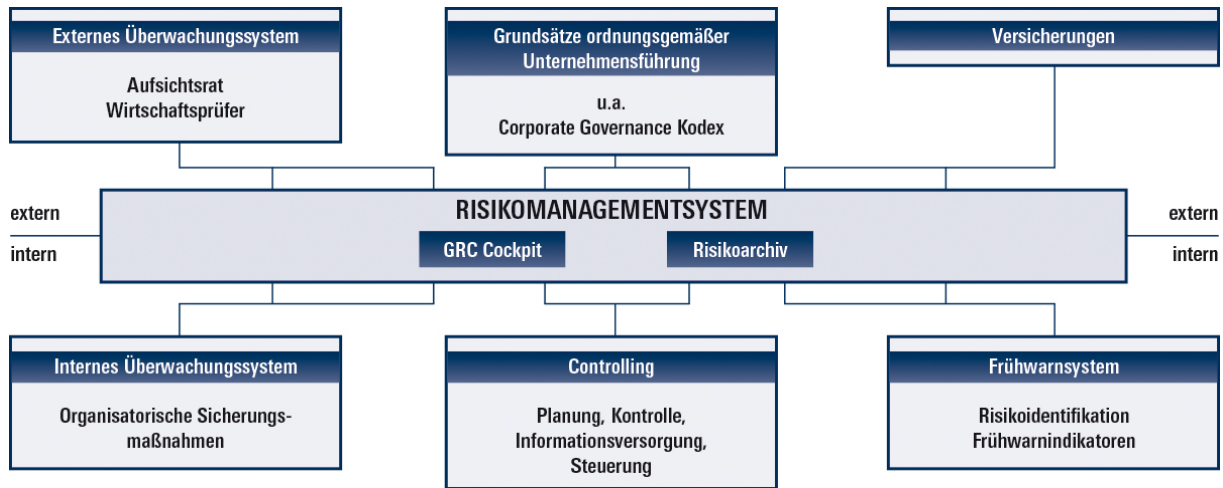 Externes Überwachungssystem
Aufsichtsrat
Wirtschaftsprüfer
Grundsätze ordnungsgemäßer
Unternehmensführung
u.a.
Corporate Governance Kodex
Versicherungen
extern
intern
RISIKOMANAGEMENTSYSTEM
GRC Cockpit
Risikoarchiv
extern
intern
Internes Überwachungssystem
Organisatorische Sicherungs-
maßnahmen
Controlling
Planung, Kontrolle,
Informationsversorgung,
Steuerung
Frühwarnsystem
Risikoidentifikation
Frühwarnindikatoren